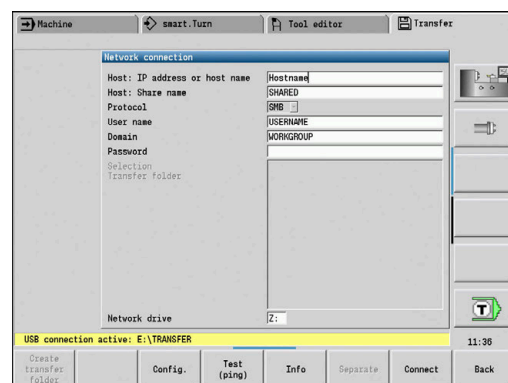 Machine
smart.Turn
Tool editor
Transfer
Network connection
Host: IP address or host name
Hostname
Host: Share name
SHARED
Protocol
SMB
User name
USERNAME
Domain
WORKGROUP
Password
Selection
Transfer folder
Network drive
Z:
T
USB connection active: E:\TRANSFER
11:36
Create
transfer
folder
Config.
Test
(ping)
Info
Separate
Connect
Back